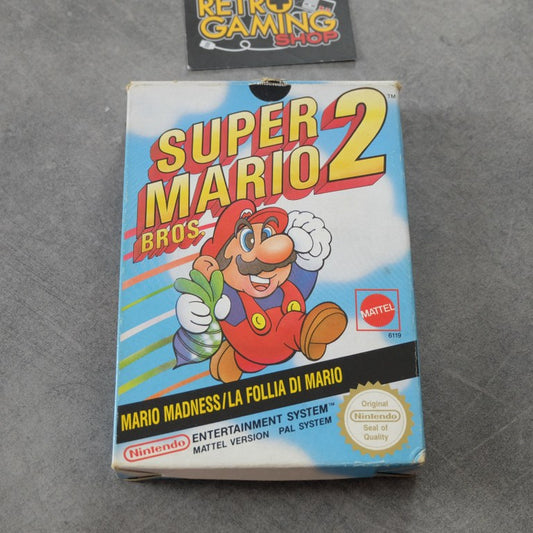 RETRO
GAMING
SHOP
SUPER
MARIO 2
BROS.
TM
MATTEL
6119
MARIO MADNESS/LA FOLLIA DI MARIO
Nintendo ENTERTAINMENT SYSTEM™
MATTEL VERSION PAL SYSTEM
Original
Nintendo
Seal of
Quality